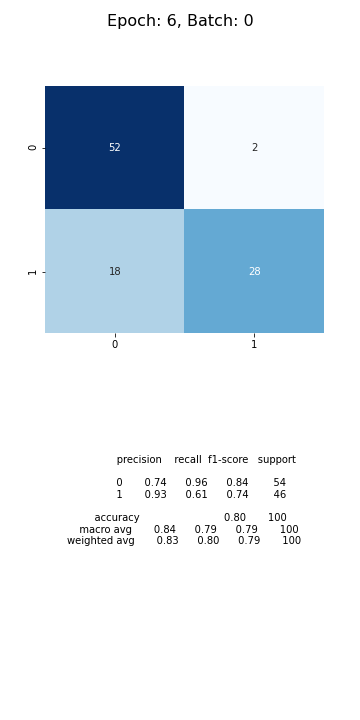 Epoch: 6, Batch: 0
0 52 2
1 18 28
0 1
precision recall f1-score support
0 0.74 0.96 0.84 54
1 0.93 0.61 0.74 46
accuracy 0.80 100
macro avg 0.84 0.79 0.79 100
weighted avg 0.83 0.80 0.79 100